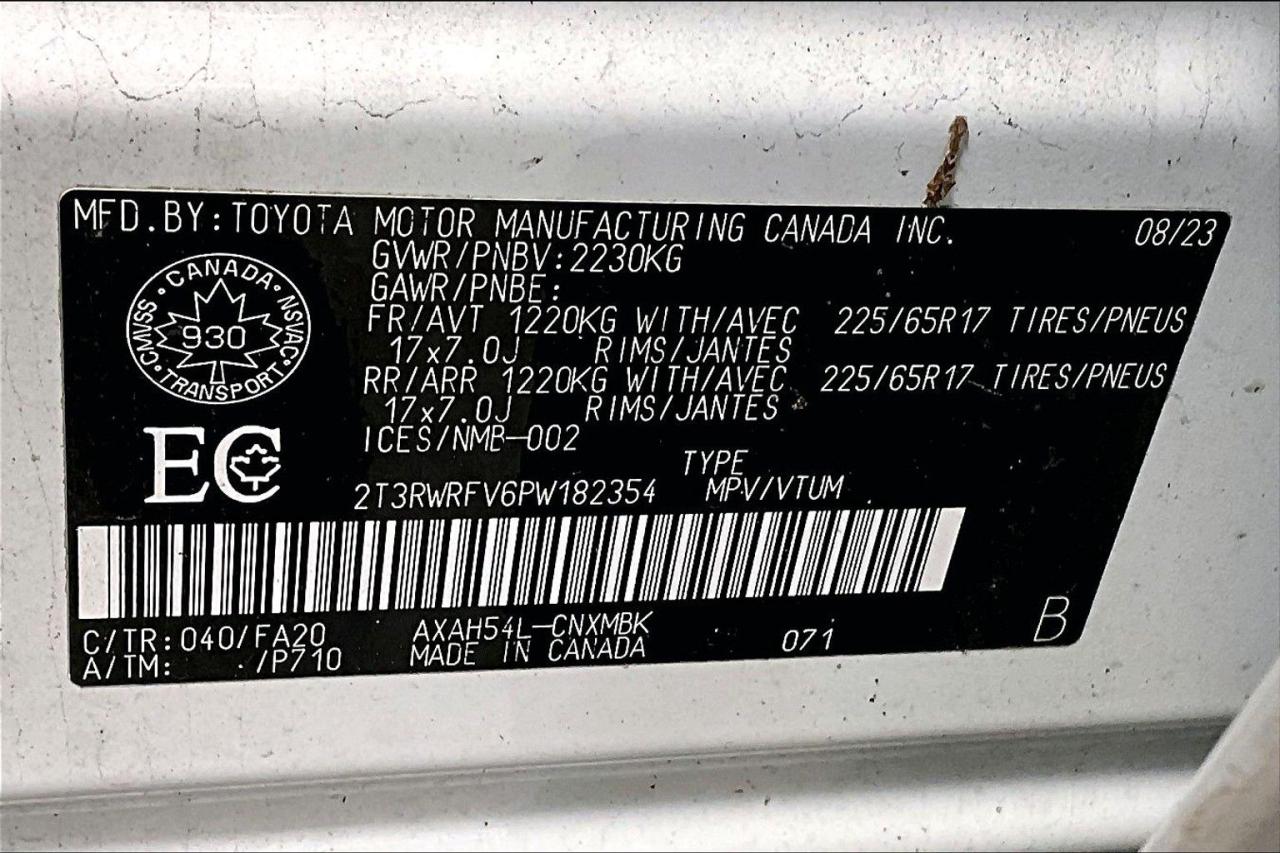 MFD.BY:TOYOTA MOTOR MANUFACTURING CANADA INC. 08/23
GVWR/PNBV:2230KG
GAWR/PNBE:
FR/AVT 1220KG WITH/AVEC 225/65R17 TIRES/PNEUS
17x7.0J RIMS/JANTES
RR/ARR 1220KG WITH/AVEC 225/65R17 TIRES/PNEUS
17x7.0J RIMS/JANTES
ICES/NMB-002
CANADA
CMVSS NSVAC
930
TRANSPORT
EC
TYPE
2T3RWRFV6PW182354 MPV/VTUM
C/TR:040/FA20 AXAH54L-CNXMBK 071 B
A/TM: /P710 MADE IN CANADA